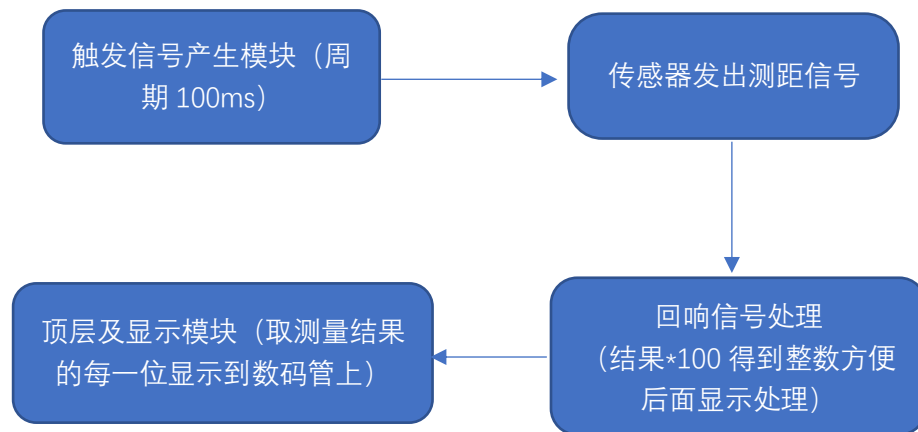 触发信号产生模块（周
期 100ms）
传感器发出测距信号
回响信号处理
（结果*100 得到整数方便
后面显示处理）
顶层及显示模块（取测量结果
的每一位显示到数码管上）